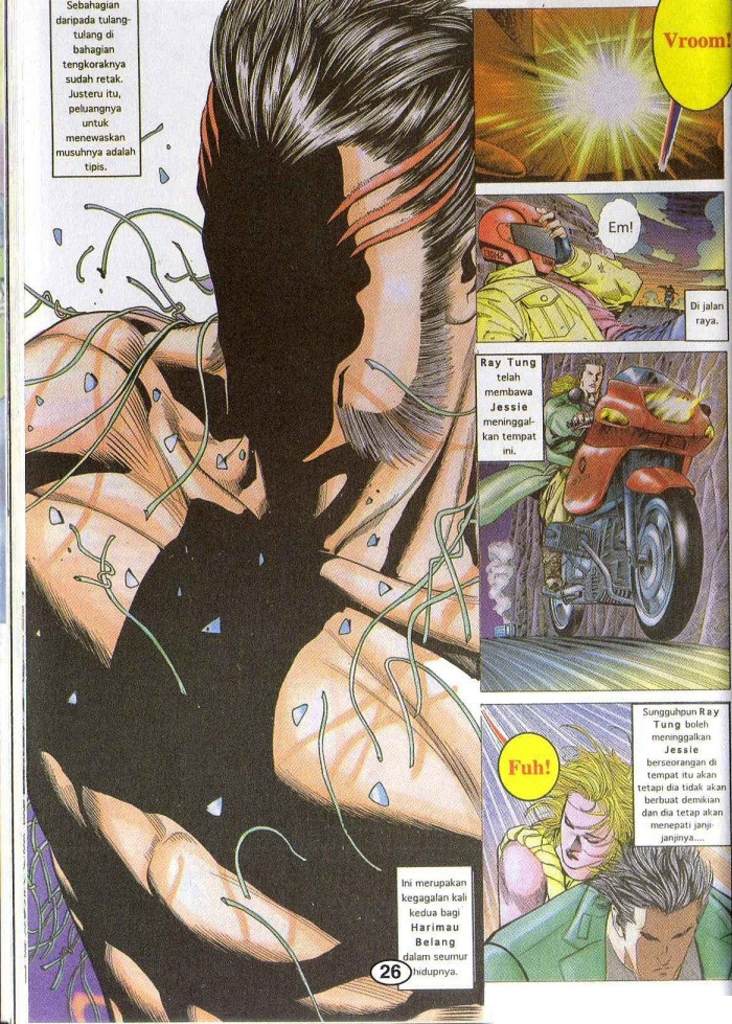 Sebahagian
daripada tulang-
tulang di
bahagian
tengkoraknya
sudah retak.
Justeru itu,
peluangnya
untuk
menewaskan
musuhnya adalah
tipis.
Ini merupakan
kegagalan kali
kedua bagi
Harimau
Belang
dalam seumur
hidupnya.
26
Vroom!
Em!
Di jalan
raya.
Ray Tung
telah
membawa
Jessie
meninggal-
kan tempat
ini.
Fuh!
Sungguhpun Ray
Tung boleh
meninggalkan
Jessie
berseorangan di
tempat itu akan
tetapi dia tidak akan
berbuat demikian
dan dia tetap akan
menepati janji-
janjinya....